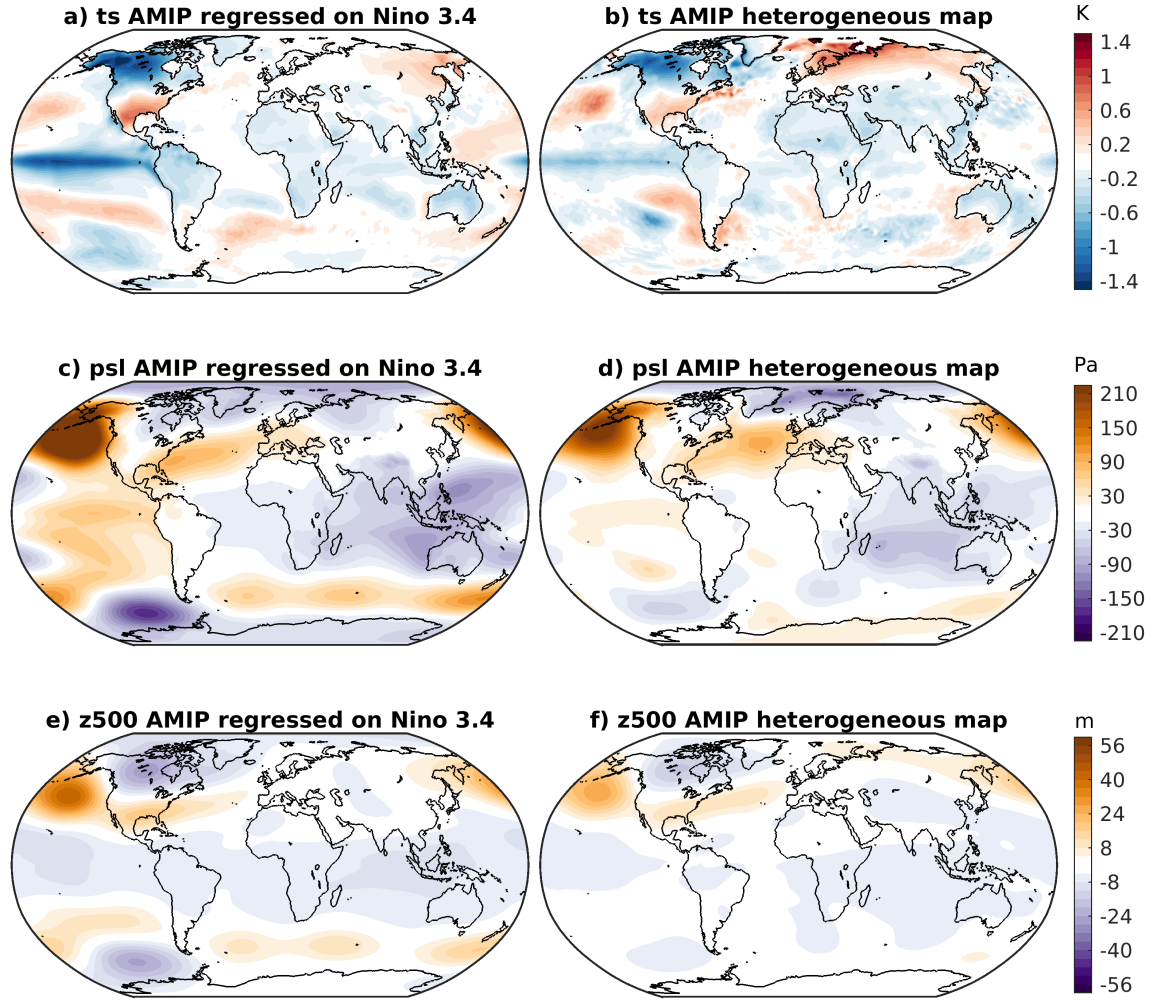 a) ts AMIP regressed on Nino 3.4
b) ts AMIP heterogeneous map
K
1.4
1
0.6
0.2
-0.2
-0.6
-1
-1.4
c) psl AMIP regressed on Nino 3.4
d) psl AMIP heterogeneous map
Pa
210
150
90
30
-30
-90
-150
-210
e) z500 AMIP regressed on Nino 3.4
f) z500 AMIP heterogeneous map
m
56
40
24
8
-8
-24
-40
-56